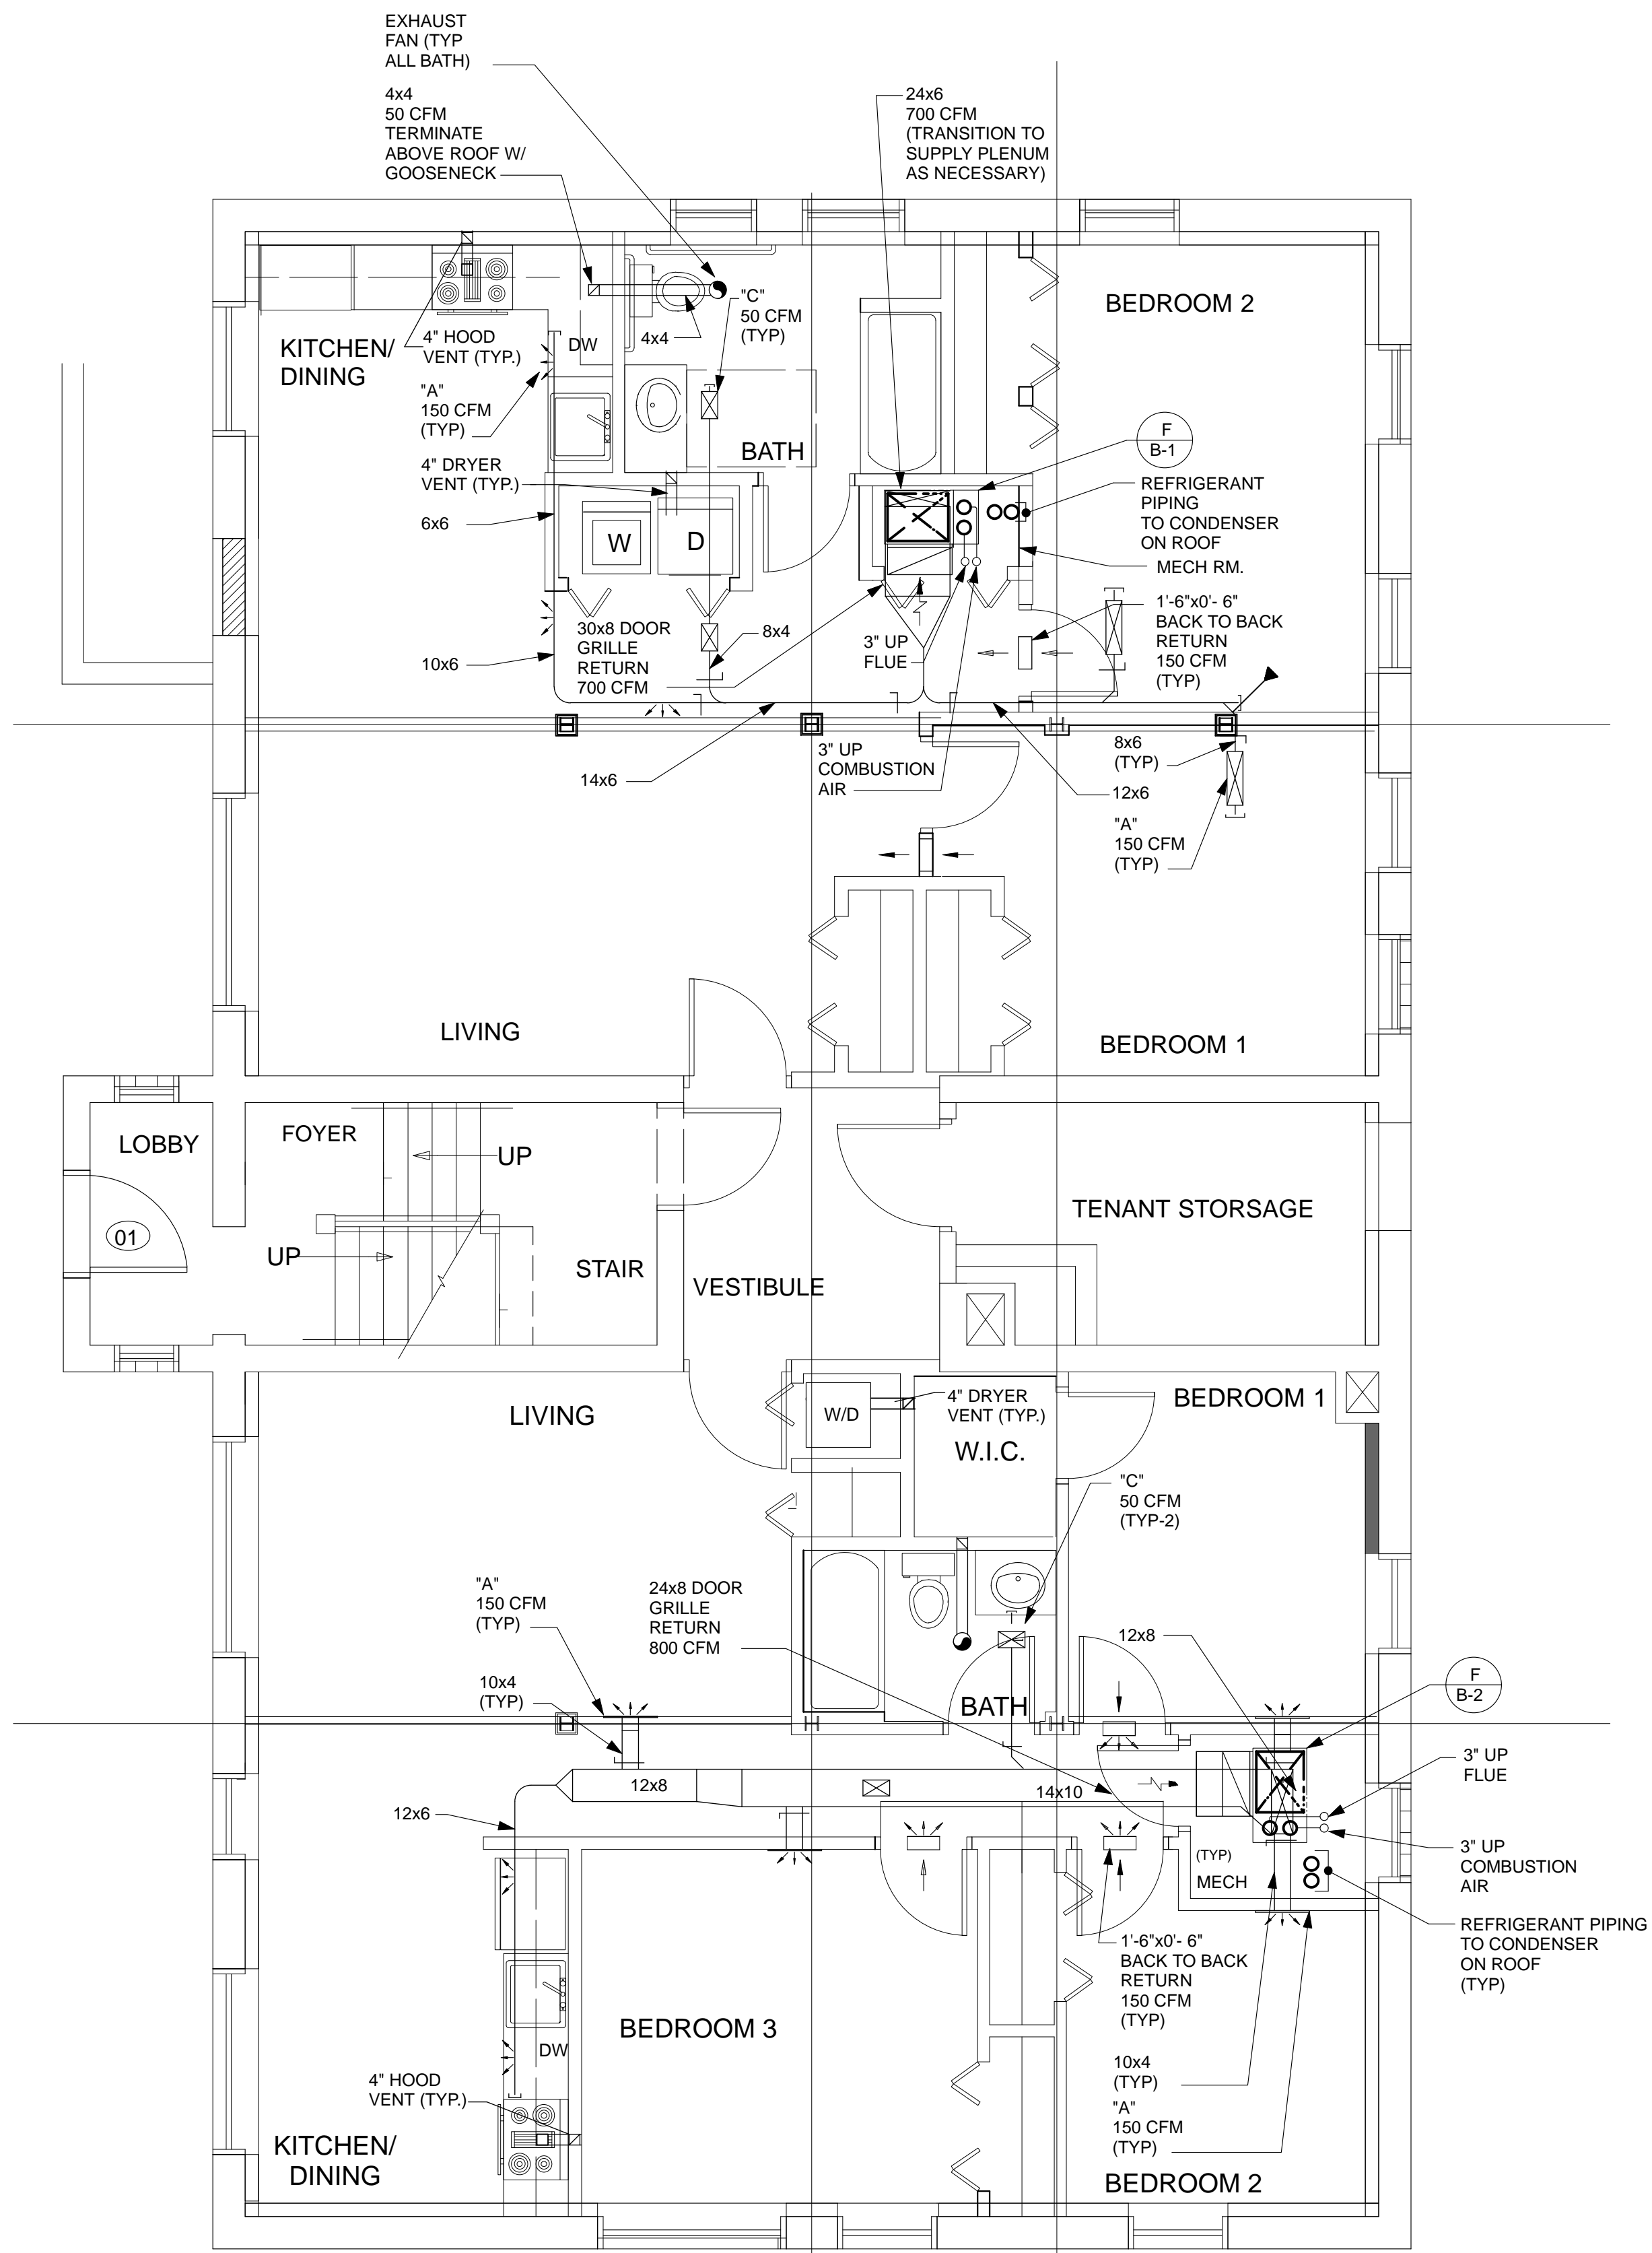 EXHAUST
FAN (TYP
ALL BATH)
4x4
50 CFM
TERMINATE
ABOVE ROOF W/
GOOSENECK
24x6
700 CFM
(TRANSITION TO
SUPPLY PLENUM
AS NECESSARY)
KITCHEN/
DINING
4" HOOD
VENT (TYP.)
DW
4x4
"C"
50 CFM
(TYP)
BEDROOM 2
"A"
150 CFM
(TYP)
BATH
F
B-1
4" DRYER
VENT (TYP.)
6x6
W
D
REFRIGERANT
PIPING
TO CONDENSER
ON ROOF
MECH RM.
1'-6"x0'- 6"
BACK TO BACK
RETURN
150 CFM
(TYP)
30x8 DOOR
GRILLE
RETURN
700 CFM
8x4
3" UP
FLUE
10x6
14x6
3" UP
COMBUSTION
AIR
8x6
(TYP)
12x6
"A"
150 CFM
(TYP)
LIVING
BEDROOM 1
LOBBY
FOYER
UP
01
UP
STAIR
VESTIBULE
TENANT STORSAGE
LIVING
W/D
4" DRYER
VENT (TYP.)
W.I.C.
BEDROOM 1
"C"
50 CFM
(TYP-2)
"A"
150 CFM
(TYP)
24x8 DOOR
GRILLE
RETURN
800 CFM
12x8
F
B-2
10x4
(TYP)
BATH
3" UP
FLUE
12x8
14x10
12x6
3" UP
COMBUSTION
AIR
(TYP)
MECH
REFRIGERANT PIPING
TO CONDENSER
ON ROOF
(TYP)
1'-6"x0'- 6"
BACK TO BACK
RETURN
150 CFM
(TYP)
BEDROOM 3
DW
4" HOOD
VENT (TYP.)
10x4
(TYP)
"A"
150 CFM
(TYP)
KITCHEN/
DINING
BEDROOM 2